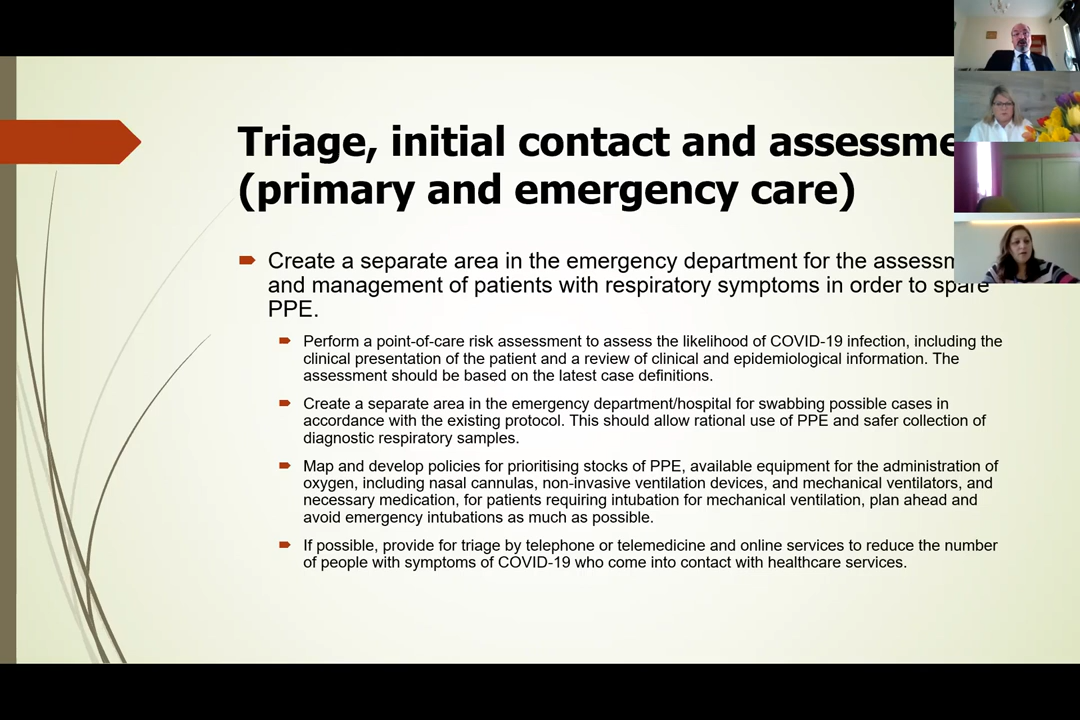 Triage, initial contact and assessme
(primary and emergency care)
Create a separate area in the emergency department for the assessm
and management of patients with respiratory symptoms in order to spare
PPE.
Perform a point-of-care risk assessment to assess the likelihood of COVID-19 infection, including the
clinical presentation of the patient and a review of clinical and epidemiological information. The
assessment should be based on the latest case definitions.
Create a separate area in the emergency department/hospital for swabbing possible cases in
accordance with the existing protocol. This should allow rational use of PPE and safer collection of
diagnostic respiratory samples.
Map and develop policies for prioritising stocks of PPE, available equipment for the administration of
oxygen, including nasal cannulas, non-invasive ventilation devices, and mechanical ventilators, and
necessary medication, for patients requiring intubation for mechanical ventilation, plan ahead and
avoid emergency intubations as much as possible.
If possible, provide for triage by telephone or telemedicine and online services to reduce the number
of people with symptoms of COVID-19 who come into contact with healthcare services.